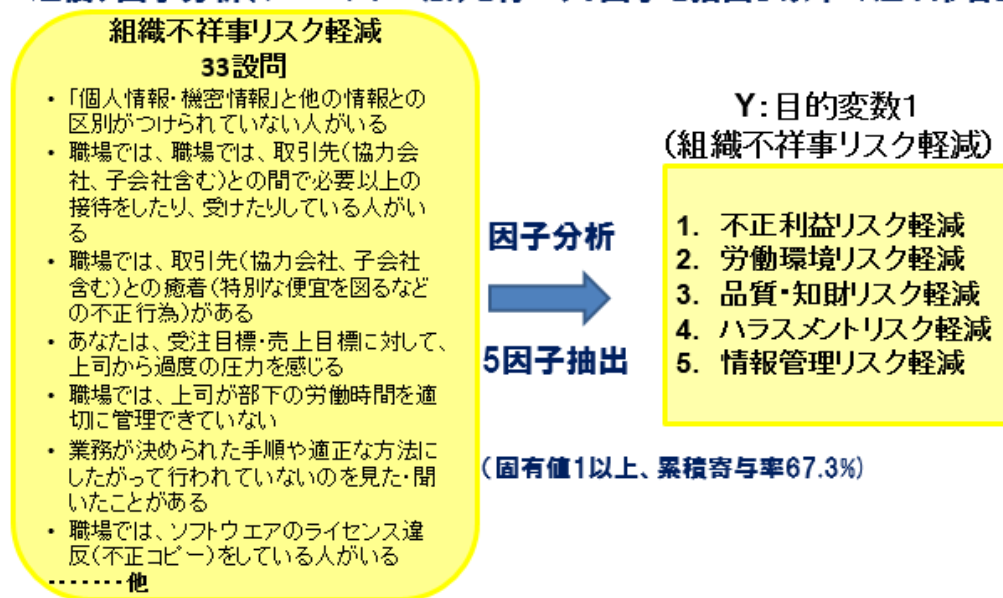 組織不祥事リスク軽減
33設問
・「個人情報・機密情報」と他の情報との
区別がつけられていない人がいる
・職場では、職場では、取引先(協力会
社、子会社含む)との間で必要以上の
接待をしたり、受けたりしている人がい
る
・職場では、取引先(協力会社、子会社
含む)との癒着(特別な便宜を図るなど
の不正行為)がある
・あなたは、受注目標・売上目標に対して、
上司から過度の圧力を感じる
・職場では、上司が部下の労働時間を適
切に管理できていない
・業務が決められた手順や適正な方法に
したがって行われていないのを見た・聞
いたことがある
・職場では、ソフトウエアのライセンス違
反(不正コピー)をしている人がいる
・・・・・・・他
因子分析
5因子抽出
(固有値1以上、累積寄与率67.3%)
Y:目的変数1
(組織不祥事リスク軽減)
1. 不正利益リスク軽減
2. 労働環境リスク軽減
3. 品質・知財リスク軽減
4. ハラスメントリスク軽減
5. 情報管理リスク軽減